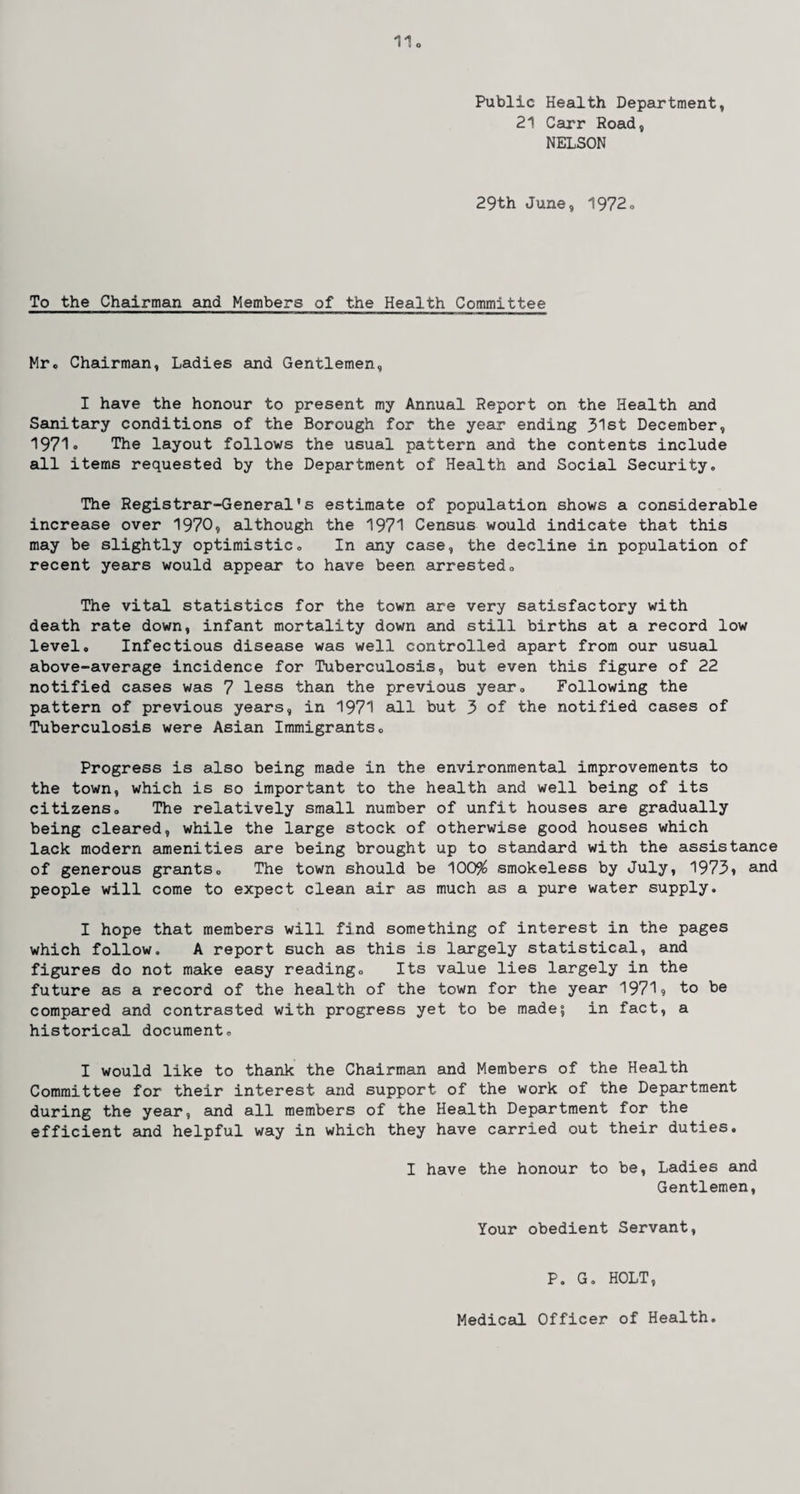 11.
Public Health Department,
21 Carr Road,
NELSON
29th June, 1972.
To the Chairman and Members of the Health Committee
Mr. Chairman, Ladies and Gentlemen,
I have the honour to present my Annual Report on the Health and
Sanitary conditions of the Borough for the year ending 31st December,
1971. The layout follows the usual pattern and the contents include
all items requested by the Department of Health and Social Security.
The Registrar-General's estimate of population shows a considerable
increase over 1970, although the 1971 Census would indicate that this
may be slightly optimistic. In any case, the decline in population of
recent years would appear to have been arrested.
The vital statistics for the town are very satisfactory with
death rate down, infant mortality down and still births at a record low
level. Infectious disease was well controlled apart from our usual
above-average incidence for Tuberculosis, but even this figure of 22
notified cases was 7 less than the previous year. Following the
pattern of previous years, in 1971 all but 3 of the notified cases of
Tuberculosis were Asian Immigrants.
Progress is also being made in the environmental improvements to
the town, which is so important to the health and well being of its
citizens. The relatively small number of unfit houses are gradually
being cleared, while the large stock of otherwise good houses which
lack modern amenities are being brought up to standard with the assistance
of generous grants. The town should be 100% smokeless by July, 1973, and
people will come to expect clean air as much as a pure water supply.
I hope that members will find something of interest in the pages
which follow. A report such as this is largely statistical, and
figures do not make easy reading. Its value lies largely in the
future as a record of the health of the town for the year 1971, to be
compared and contrasted with progress yet to be made; in fact, a
historical document.
I would like to thank the Chairman and Members of the Health
Committee for their interest and support of the work of the Department
during the year, and all members of the Health Department for the
efficient and helpful way in which they have carried out their duties.
I have the honour to be, Ladies and
Gentlemen,
Your obedient Servant,
P. G. HOLT,
Medical Officer of Health.